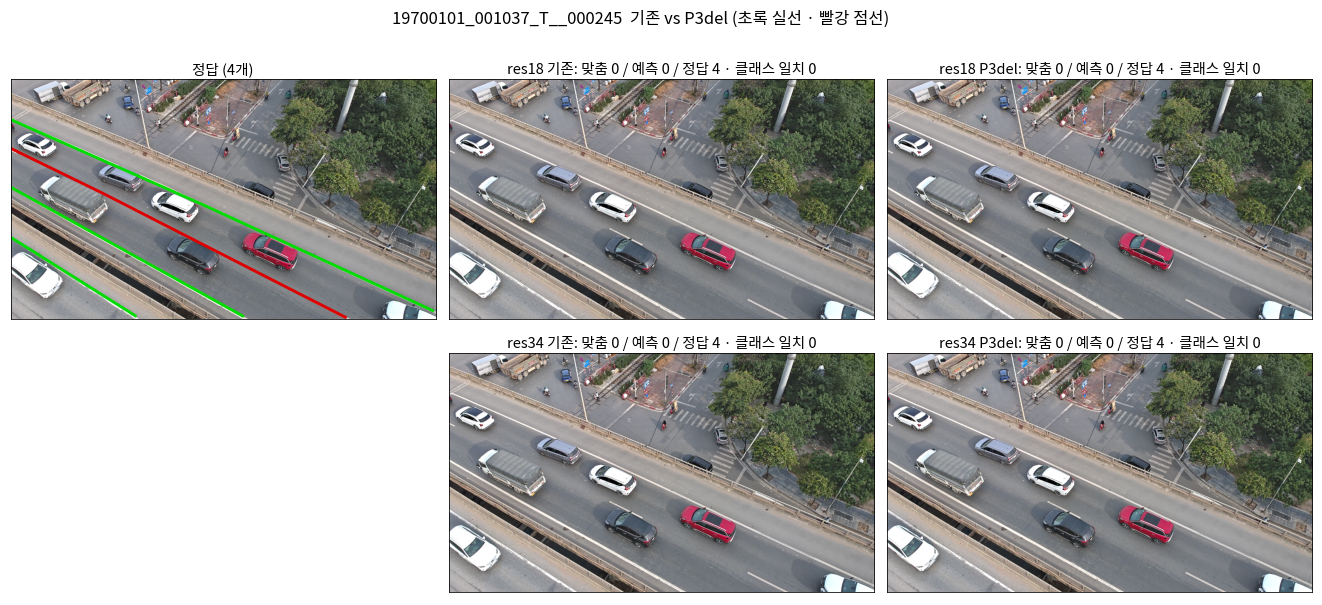 19700101_001037_T__000245  기존 vs P3del (초록 실선 · 빨강 점선)
정답 (4개)
res18 기존: 맞춤 0 / 예측 0 / 정답 4 · 클래스 일치 0
res18 P3del: 맞춤 0 / 예측 0 / 정답 4 · 클래스 일치 0
res34 기존: 맞춤 0 / 예측 0 / 정답 4 · 클래스 일치 0
res34 P3del: 맞춤 0 / 예측 0 / 정답 4 · 클래스 일치 0